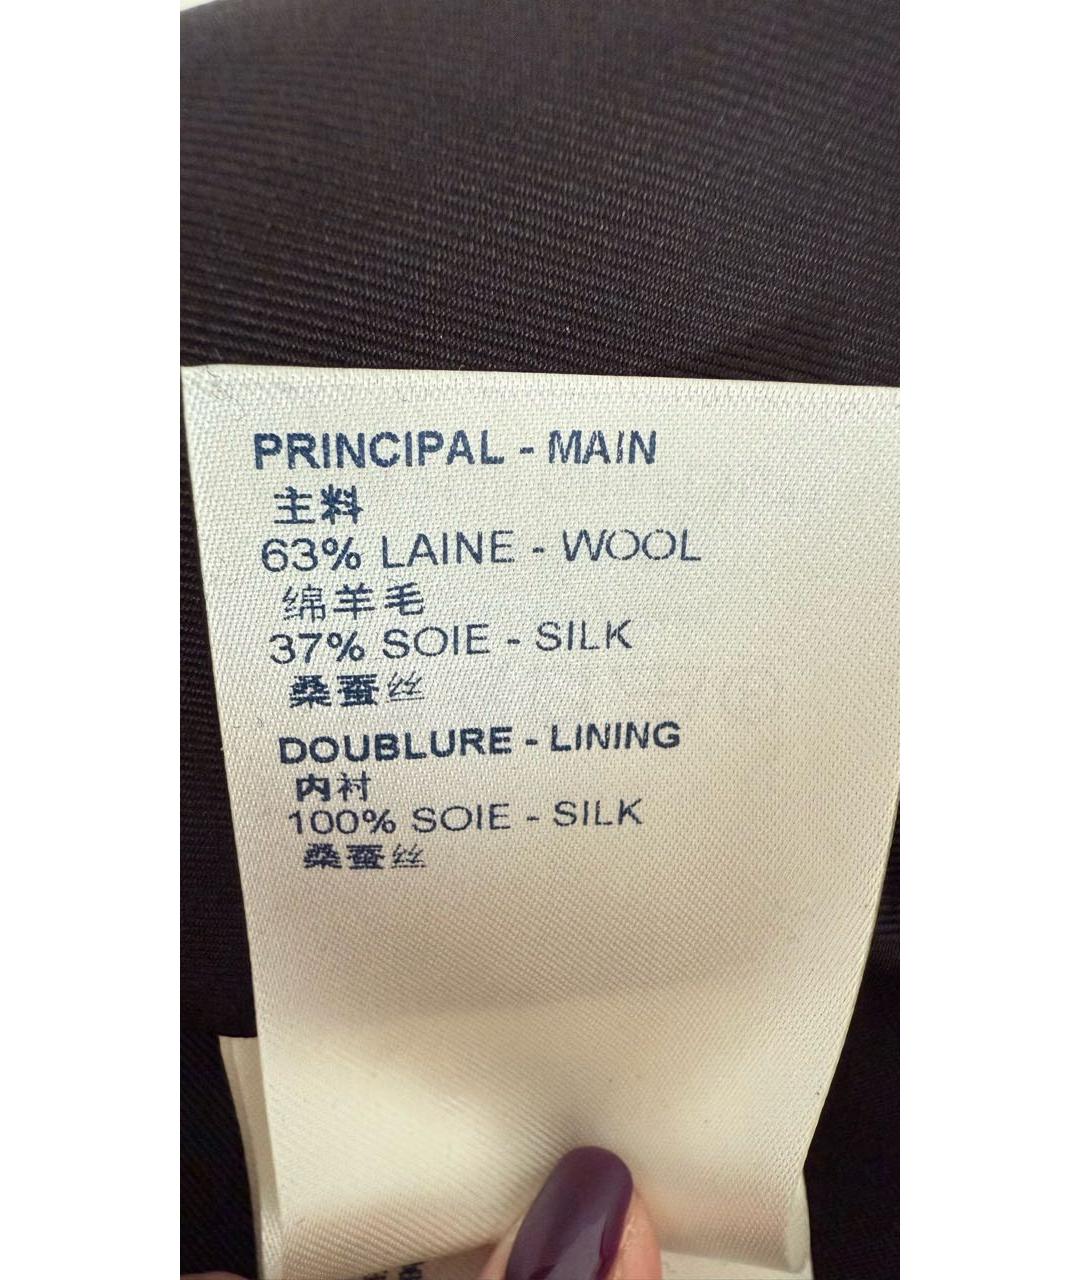 PRINCIPAL - MAIN
主料
63% LAINE - WOOL
绵羊毛
37% SOIE - SILK
桑蚕丝
DOUBLURE - LINING
内衬
100% SOIE - SILK
桑蚕丝